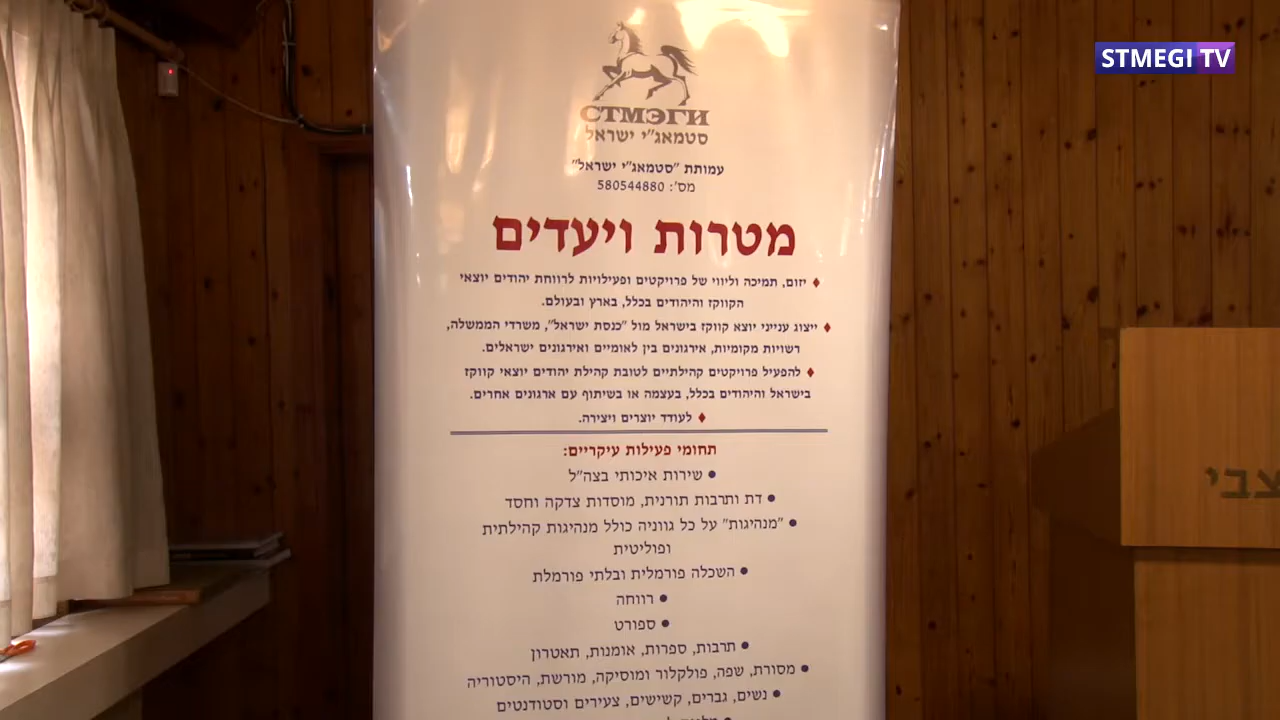 STMEGI TV
СТМЭГИ
סטמאג"י ישראל
עמותת "סטמאג"י ישראל"
מס': 580544880
מטרות ויעדים
♦ יזום, תמיכה וליווי של פרויקטים ופעילויות לרווחת יהודים יוצאי
הקווקז והיהודים בכלל, בארץ ובעולם.
♦ ייצוג ענייני יוצא קווקז בישראל מול "כנסת ישראל", משרדי הממשלה,
רשויות מקומיות, אירגונים בין לאומיים ואירגונים ישראלים.
♦ להפעיל פרויקטים קהילתיים לטובת קהילת יהודים יוצאי קווקז
בישראל והיהודים בכלל, בעצמה או בשיתוף עם ארגונים אחרים.
♦ לעודד יוצרים ויצירה.
תחומי פעילות עיקריים:
• שירות איכותי בצה"ל
• דת ותרבות תורנית, מוסדות צדקה וחסד
• "מנהיגות" על כל גווניה כולל מנהיגות קהילתית
ופוליטית
• השכלה פורמלית ובלתי פורמלת
• רווחה
• ספורט
• תרבות, ספרות, אומנות, תאטרון
• מסורת, שפה, פולקלור ומוסיקה, מורשת, היסטוריה
• נשים, גברים, קשישים, צעירים וסטודנטים
צבי